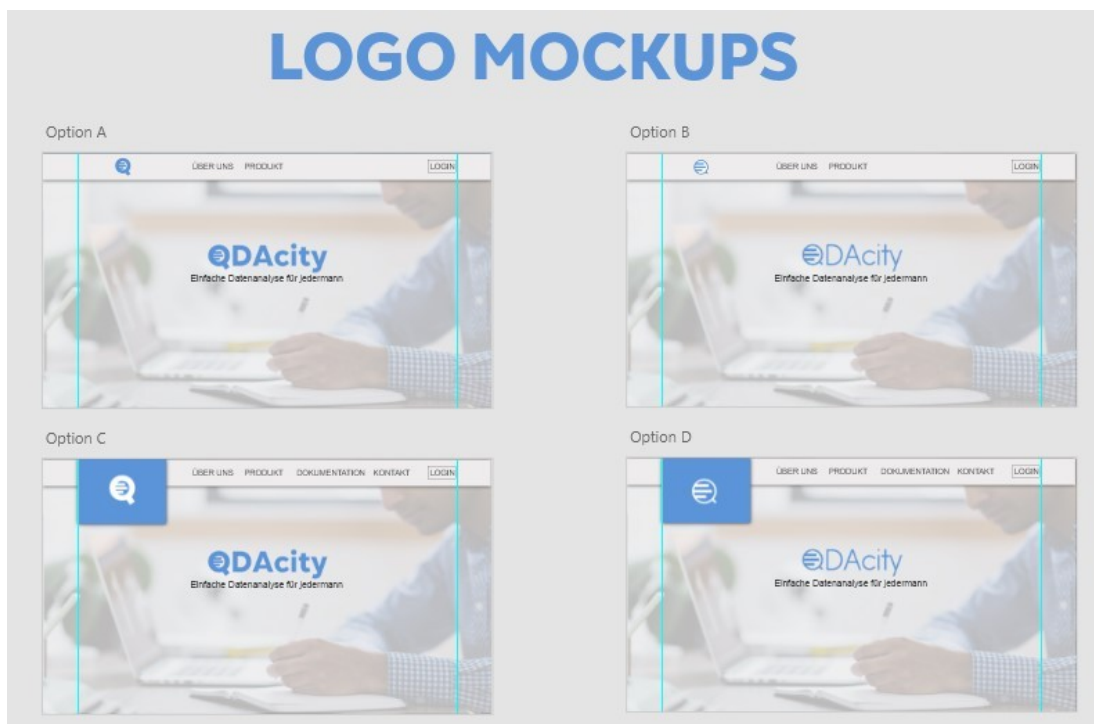 LOGO MOCKUPS
Option A
ÜBER UNS PRODUKT LOGIN
QDAcity
Einfache Datenanalyse für jedermann
Option B
ÜBER UNS PRODUKT LOGIN
QDAcity
Einfache Datenanalyse für jedermann
Option C
ÜBER UNS PRODUKT DOKUMENTATION KONTAKT LOGIN
QDAcity
Einfache Datenanalyse für jedermann
Option D
ÜBER UNS PRODUKT DOKUMENTATION KONTAKT LOGIN
QDAcity
Einfache Datenanalyse für jedermann